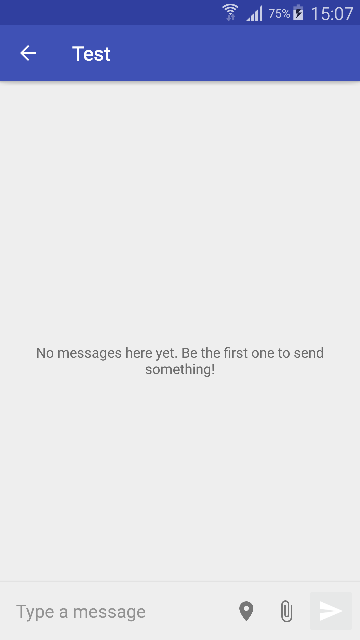 75% 15:07
Test
No messages here yet. Be the first one to send
something!
Type a message